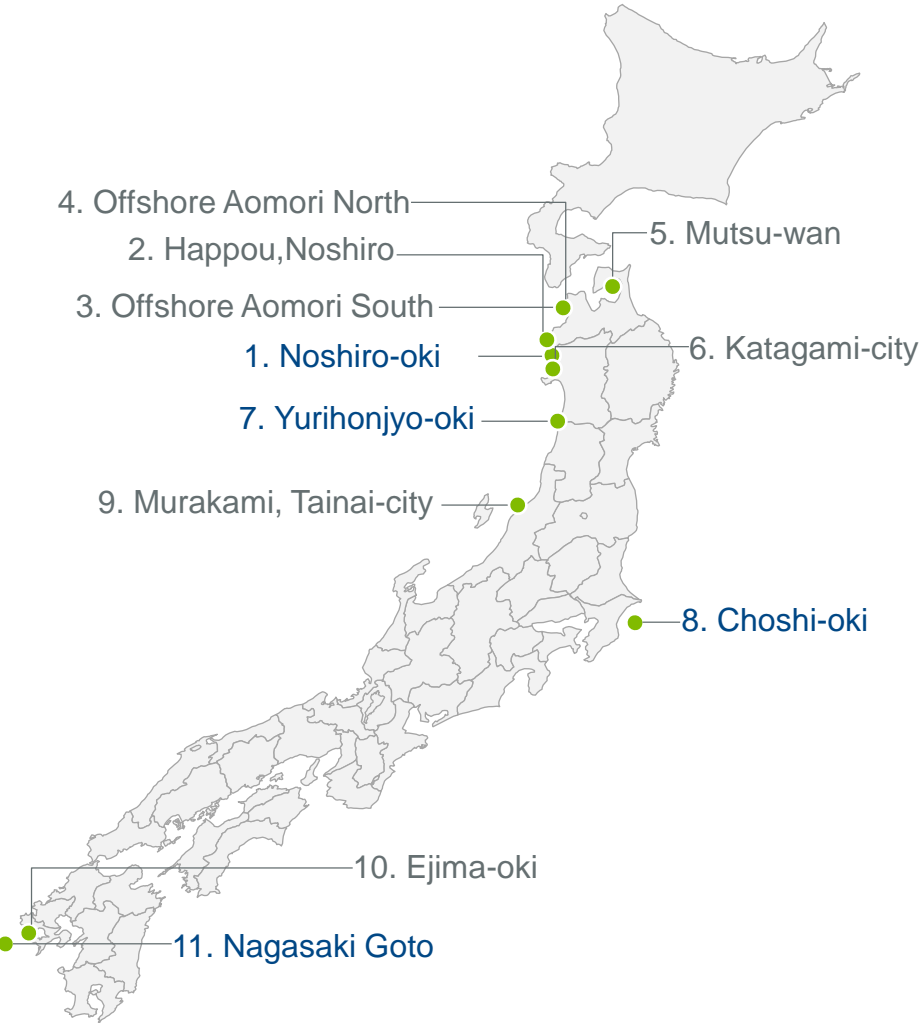 4. Offshore Aomori North
5. Mutsu-wan
2. Happou,Noshiro
3. Offshore Aomori South
1. Noshiro-oki
6. Katagami-city
7. Yurihonjyo-oki
9. Murakami, Tainai-city
8. Choshi-oki
10. Ejima-oki
11. Nagasaki Goto